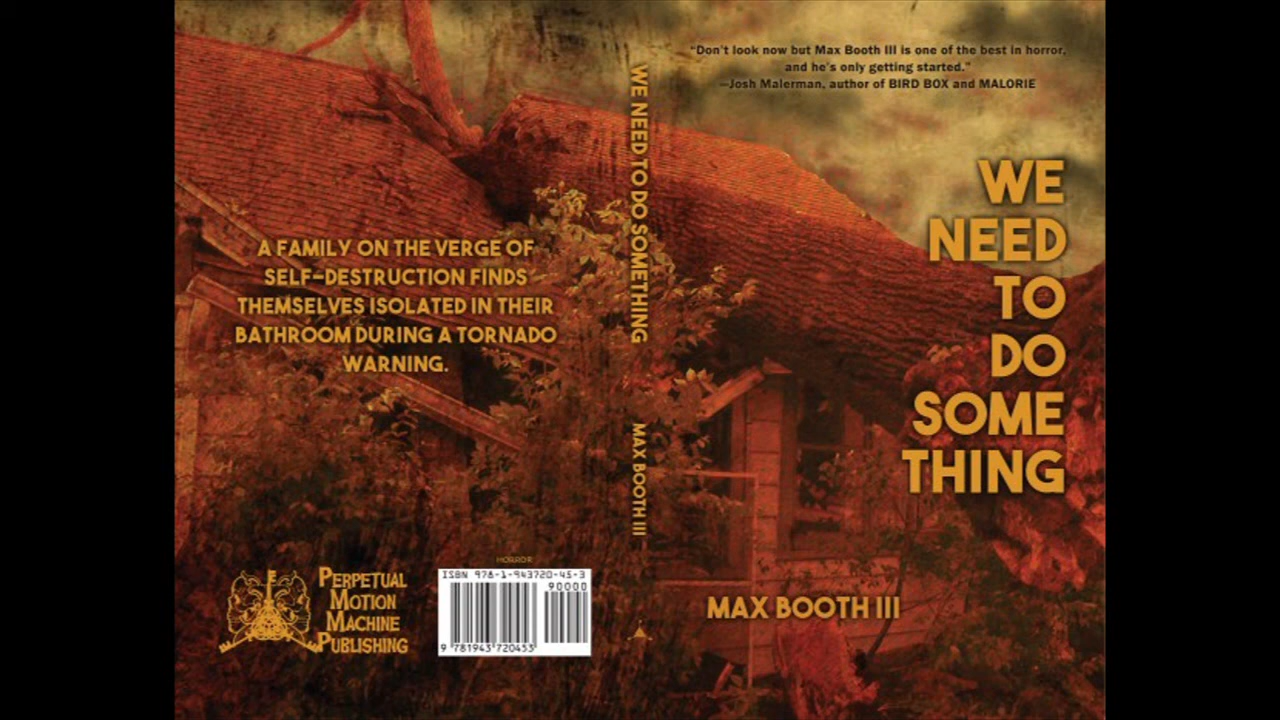 "Don't look now but Max Booth III is one of the best in horror,
and he's only getting started."
—Josh Malerman, author of BIRD BOX and MALORIE
WE
NEED
TO
DO
SOME
THING
MAX BOOTH III
WE NEED TO DO SOMETHING
MAX BOOTH III
A FAMILY ON THE VERGE OF
SELF-DESTRUCTION FINDS
THEMSELVES ISOLATED IN THEIR
BATHROOM DURING A TORNADO
WARNING.
PERPETUAL
MOTION
MACHINE
PUBLISHING
HORROR
ISBN 978-1-943720-45-3
90000
9 781943 720453